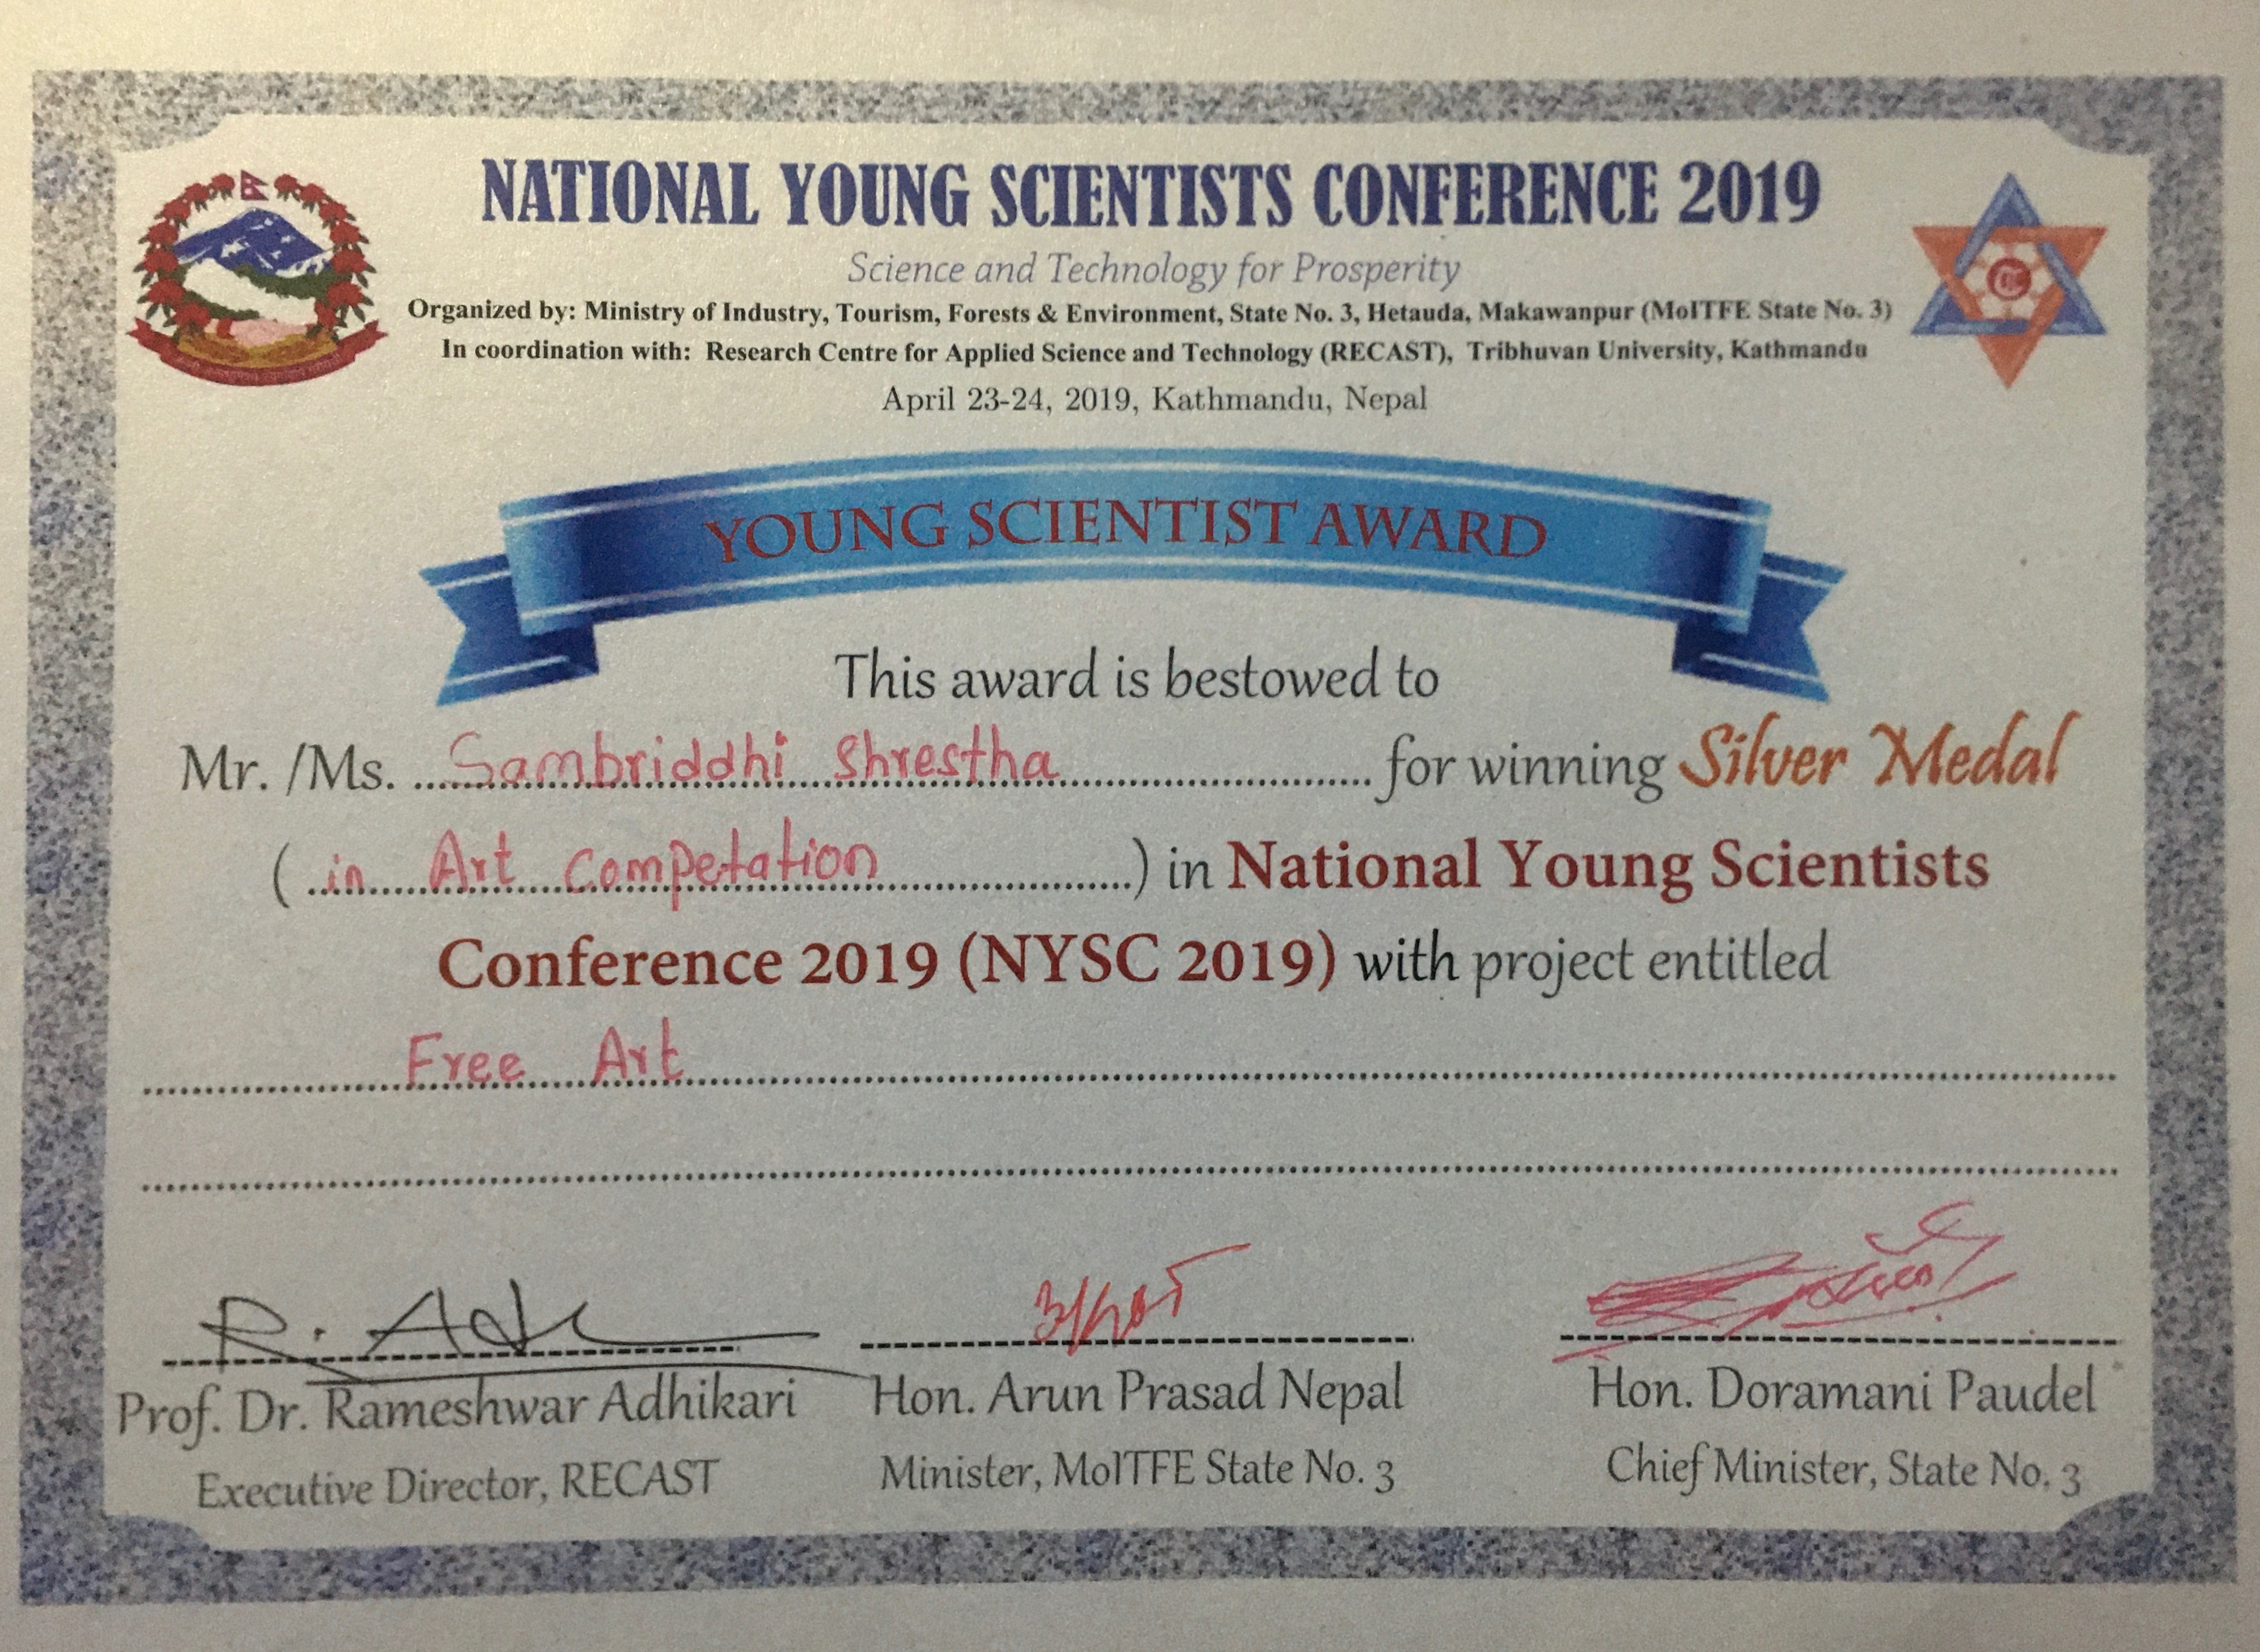 NATIONAL YOUNG SCIENTISTS CONFERENCE 2019
Science and Technology for Prosperity
Organized by: Ministry of Industry, Tourism, Forests & Environment, State No. 3, Hetauda, Makawanpur (MoITFE State No. 3)
In coordination with: Research Centre for Applied Science and Technology (RECAST), Tribhuvan University, Kathmandu
April 23-24, 2019, Kathmandu, Nepal
YOUNG SCIENTIST AWARD
This award is bestowed to
Mr. /Ms. Sambriddhi Shrestha for winning Silver Medal
( in Art Competation ) in National Young Scientists
Conference 2019 (NYSC 2019) with project entitled
Free Art
Prof. Dr. Rameshwar Adhikari Hon. Arun Prasad Nepal Hon. Doramani Paudel
Executive Director, RECAST Minister, MoITFE State No. 3 Chief Minister, State No. 3